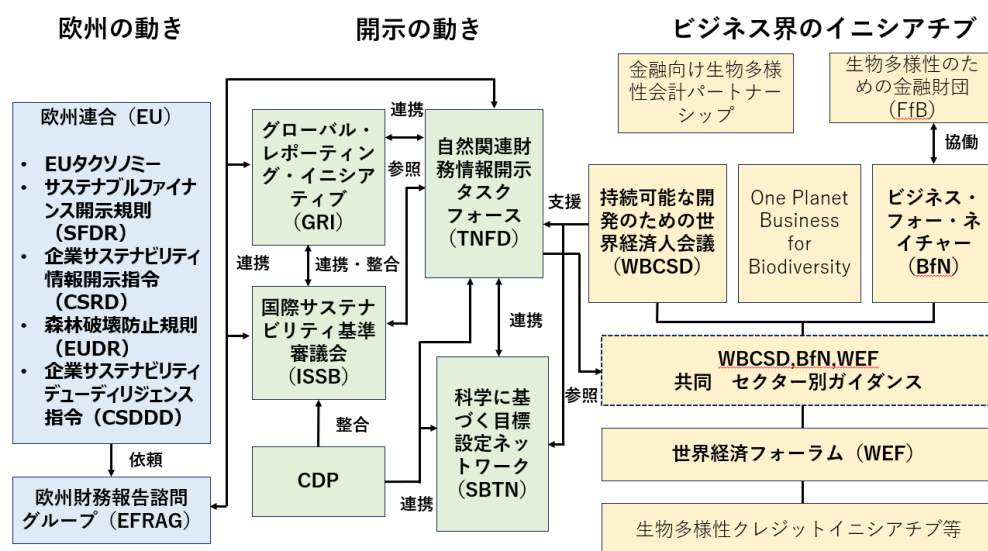 欧州の動き
開示の動き
ビジネス界のイニシアチブ
欧州連合（EU）
• EUタクソノミー
• サステナブルファイナ
ンス開示規則
（SFDR）
• 企業サステナビリティ
情報開示指令
（CSRD）
• 森林破壊防止規則
（EUDR）
• 企業サステナビリティ
デューディリジェンス
指令（CSDDD）
依頼
欧州財務報告諮問
グループ（EFRAG）
グローバル・
レポーティン
グ・イニシア
ティブ
（GRI）
連携
参照
自然関連財
務情報開示
タスク
フォース
（TNFD）
連携
連携・整合
国際サステナ
ビリティ基準
審議会
（ISSB）
連携
整合
CDP
連携
科学に基
づく目標
設定ネッ
トワーク
（SBTN）
金融向け生物多様
性会計パートナー
シップ
生物多様性のた
めの金融財団
（FfB）
協働
支援
持続可能な開
発のための世
界経済人会議
（WBCSD）
One Planet
Business
for
Biodiversity
ビジネス・
フォー・ネ
イチャー
（BfN）
参照
WBCSD,BfN,WEF
共同　セクター別ガイダンス
世界経済フォーラム（WEF）
生物多様性クレジットイニシアチブ等